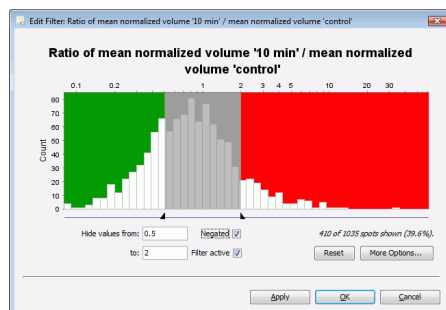 Edit Filter: Ratio of mean normalized volume '10 min' / mean normalized volume 'control'
Ratio of mean normalized volume '10 min' / mean normalized
volume 'control'
0.1 0.2 1 2 3 4 5 10 20 30
80
70
60
50
40
30
20
10
0
Count
Hide values from: 0.5 Negated 410 of 1035 spots shown (39.6%).
to: 2 Filter active Reset More Options...
Apply OK Cancel